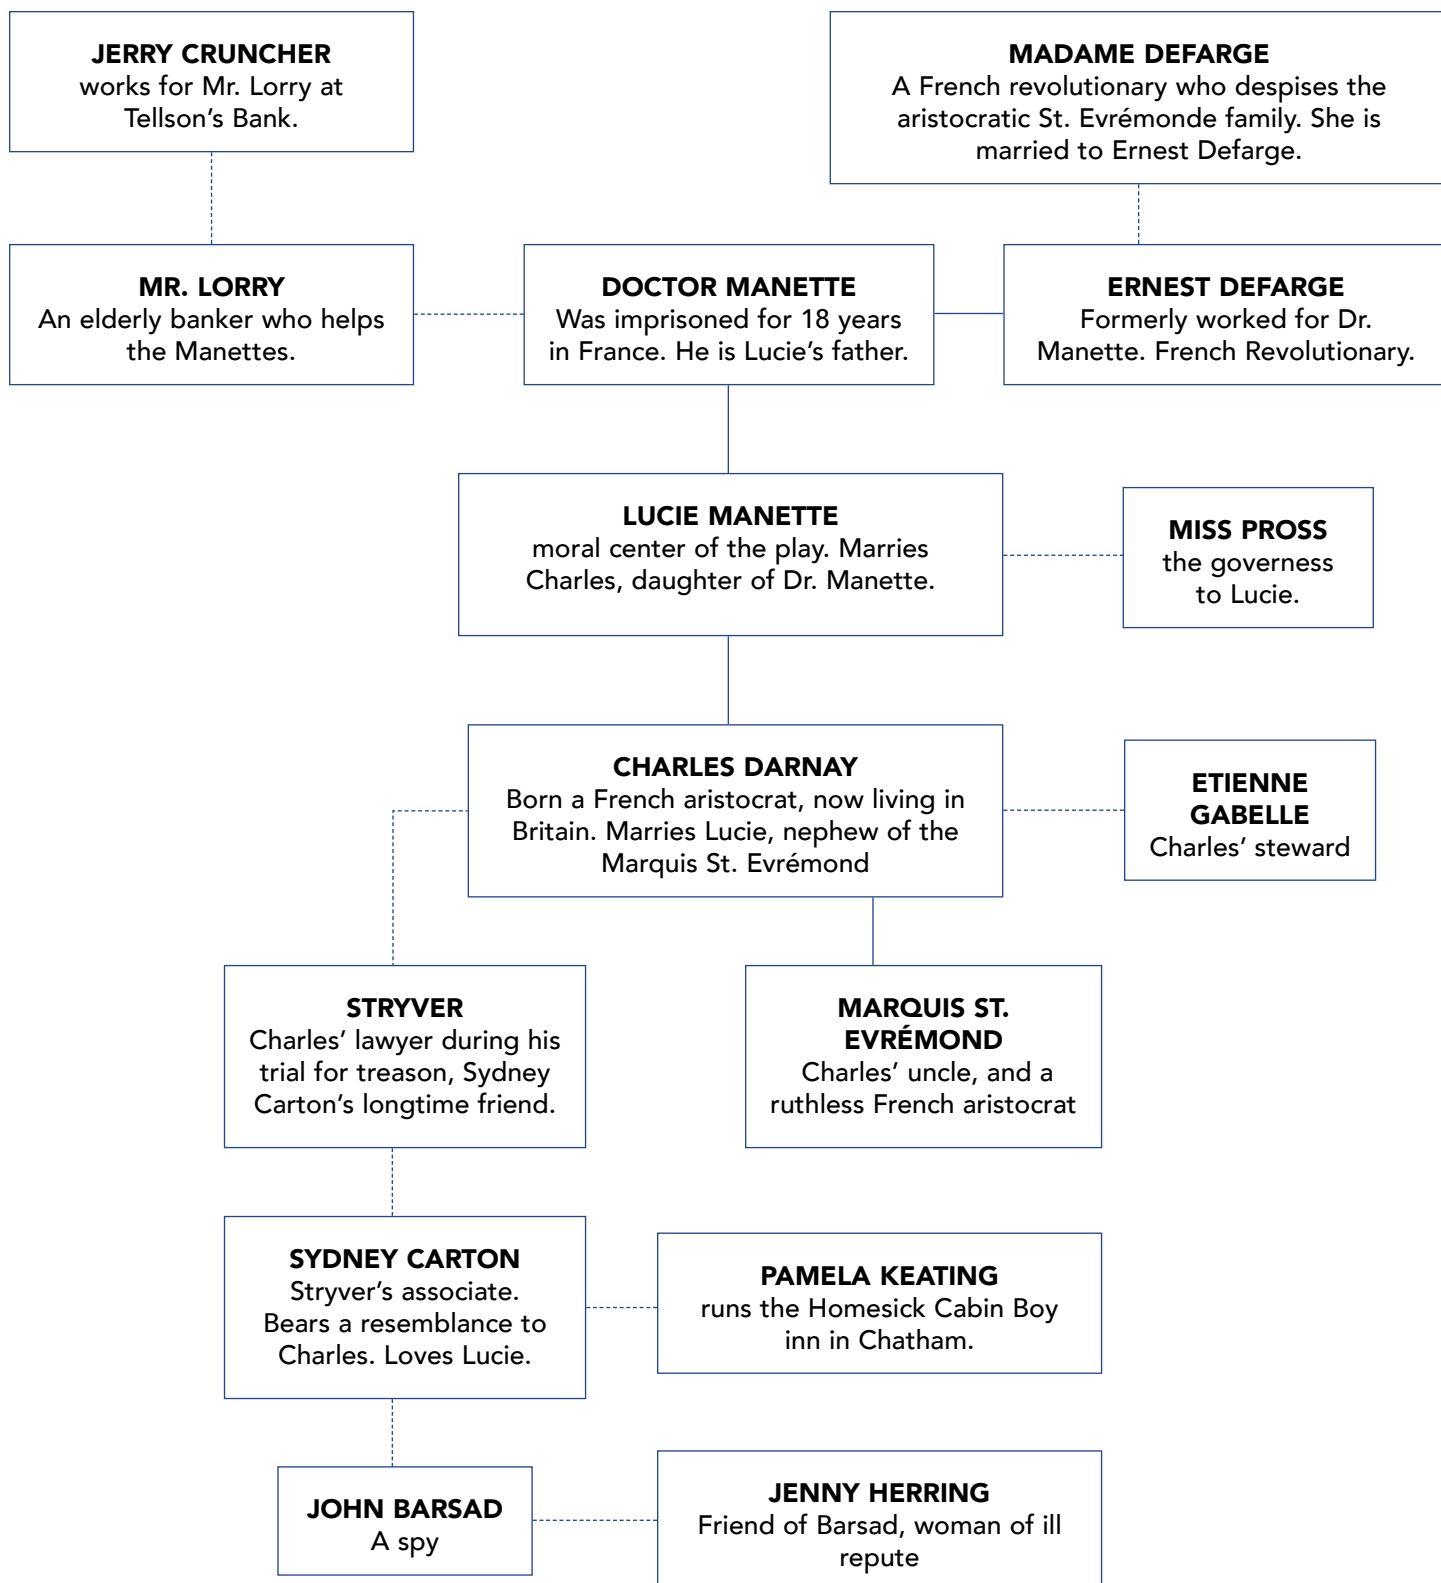 JERRY CRUNCHER
works for Mr. Lorry at
Tellson’s Bank.
MADAME DEFARGE
A French revolutionary who despises the
aristocratic St. Evrémonde family. She is
married to Ernest Defarge.
MR. LORRY
An elderly banker who helps
the Manettes.
DOCTOR MANETTE
Was imprisoned for 18 years
in France. He is Lucie’s father.
ERNEST DEFARGE
Formerly worked for Dr.
Manette. French Revolutionary.
LUCIE MANETTE
moral center of the play. Marries
Charles, daughter of Dr. Manette.
MISS PROSS
the governess
to Lucie.
CHARLES DARNAY
Born a French aristocrat, now living in
Britain. Marries Lucie, nephew of the
Marquis St. Evrémond
ETIENNE
GABELLE
Charles’ steward
STRYVER
Charles’ lawyer during his
trial for treason, Sydney
Carton’s longtime friend.
MARQUIS ST.
EVRÉMOND
Charles’ uncle, and a
ruthless French aristocrat
SYDNEY CARTON
Stryver’s associate.
Bears a resemblance to
Charles. Loves Lucie.
PAMELA KEATING
runs the Homesick Cabin Boy
inn in Chatham.
JOHN BARSAD
A spy
JENNY HERRING
Friend of Barsad, woman of ill
repute